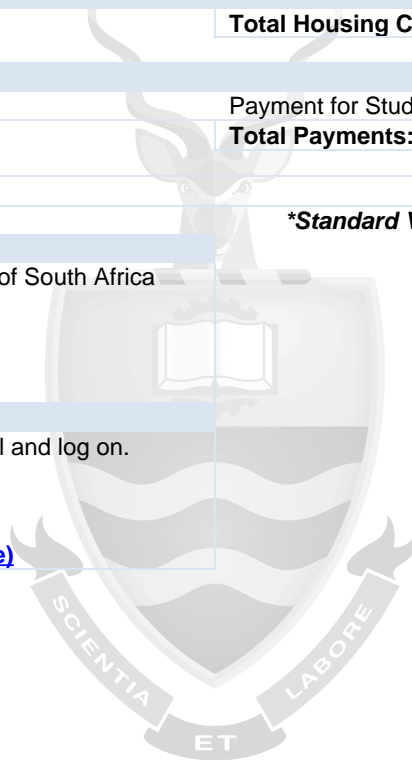 Total Housing C
Payment for Stud
Total Payments:
*Standard V
of South Africa
l and log on.
e)
SCIENTIA
ET
LABORE